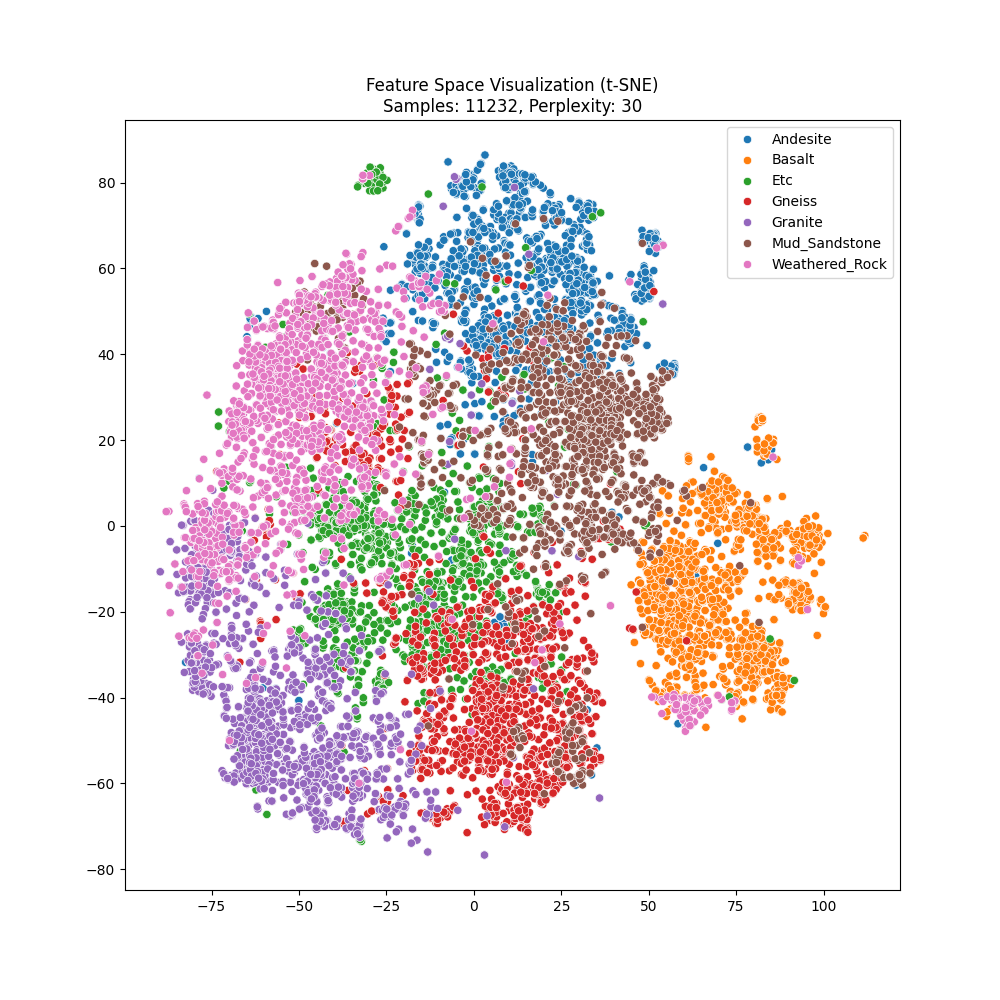 Feature Space Visualization (t-SNE)
Samples: 11232, Perplexity: 30
Andesite
Basalt
Etc
Gneiss
Granite
Mud_Sandstone
Weathered_Rock
80
60
40
20
0
−20
−40
−60
−80
−75
−50
−25
0
25
50
75
100